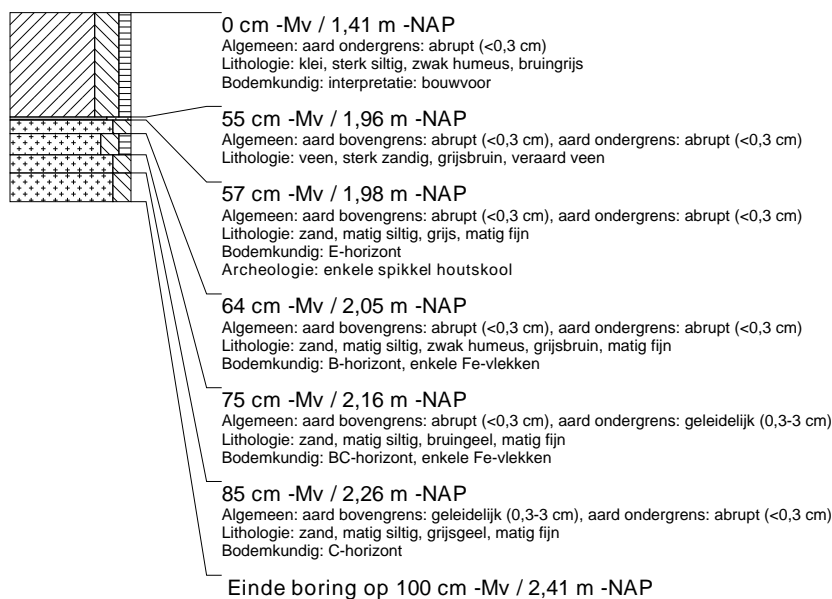 0 cm -Mv / 1,41 m -NAP
Algemeen: aard ondergrens: abrupt (<0,3 cm)
Lithologie: klei, sterk siltig, zwak humeus, bruingrijs
Bodemkundig: interpretatie: bouwvoor
55 cm -Mv / 1,96 m -NAP
Algemeen: aard bovengrens: abrupt (<0,3 cm), aard ondergrens: abrupt (<0,3 cm)
Lithologie: veen, sterk zandig, grijsbruin, veraard veen
57 cm -Mv / 1,98 m -NAP
Algemeen: aard bovengrens: abrupt (<0,3 cm), aard ondergrens: abrupt (<0,3 cm)
Lithologie: zand, matig siltig, grijs, matig fijn
Bodemkundig: E-horizont
Archeologie: enkele spikkel houtskool
64 cm -Mv / 2,05 m -NAP
Algemeen: aard bovengrens: abrupt (<0,3 cm), aard ondergrens: abrupt (<0,3 cm)
Lithologie: zand, matig siltig, zwak humeus, grijsbruin, matig fijn
Bodemkundig: B-horizont, enkele Fe-vlekken
75 cm -Mv / 2,16 m -NAP
Algemeen: aard bovengrens: abrupt (<0,3 cm), aard ondergrens: geleidelijk (0,3-3 cm)
Lithologie: zand, matig siltig, bruingeel, matig fijn
Bodemkundig: BC-horizont, enkele Fe-vlekken
85 cm -Mv / 2,26 m -NAP
Algemeen: aard bovengrens: geleidelijk (0,3-3 cm), aard ondergrens: abrupt (<0,3 cm)
Lithologie: zand, matig siltig, grijsgeel, matig fijn
Bodemkundig: C-horizont
Einde boring op 100 cm -Mv / 2,41 m -NAP